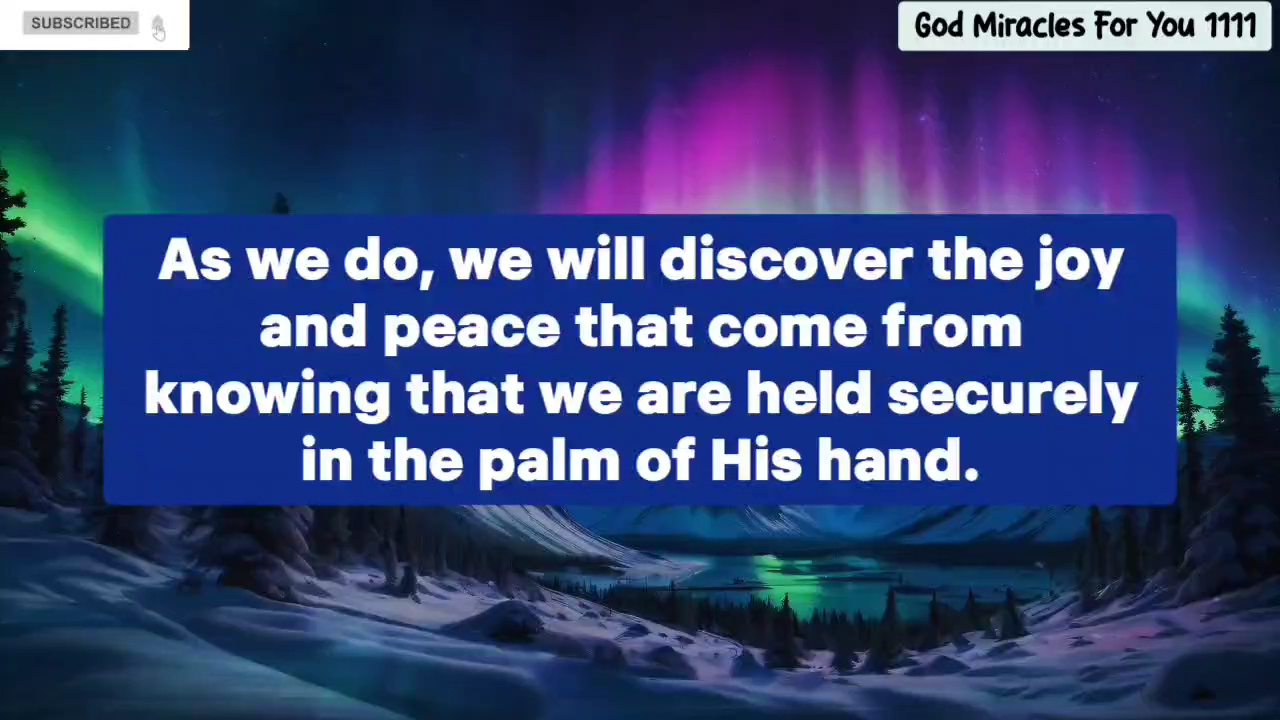 SUBSCRIBED
God Miracles For You 1111
As we do, we will discover the joy
and peace that come from
knowing that we are held securely
in the palm of His hand.